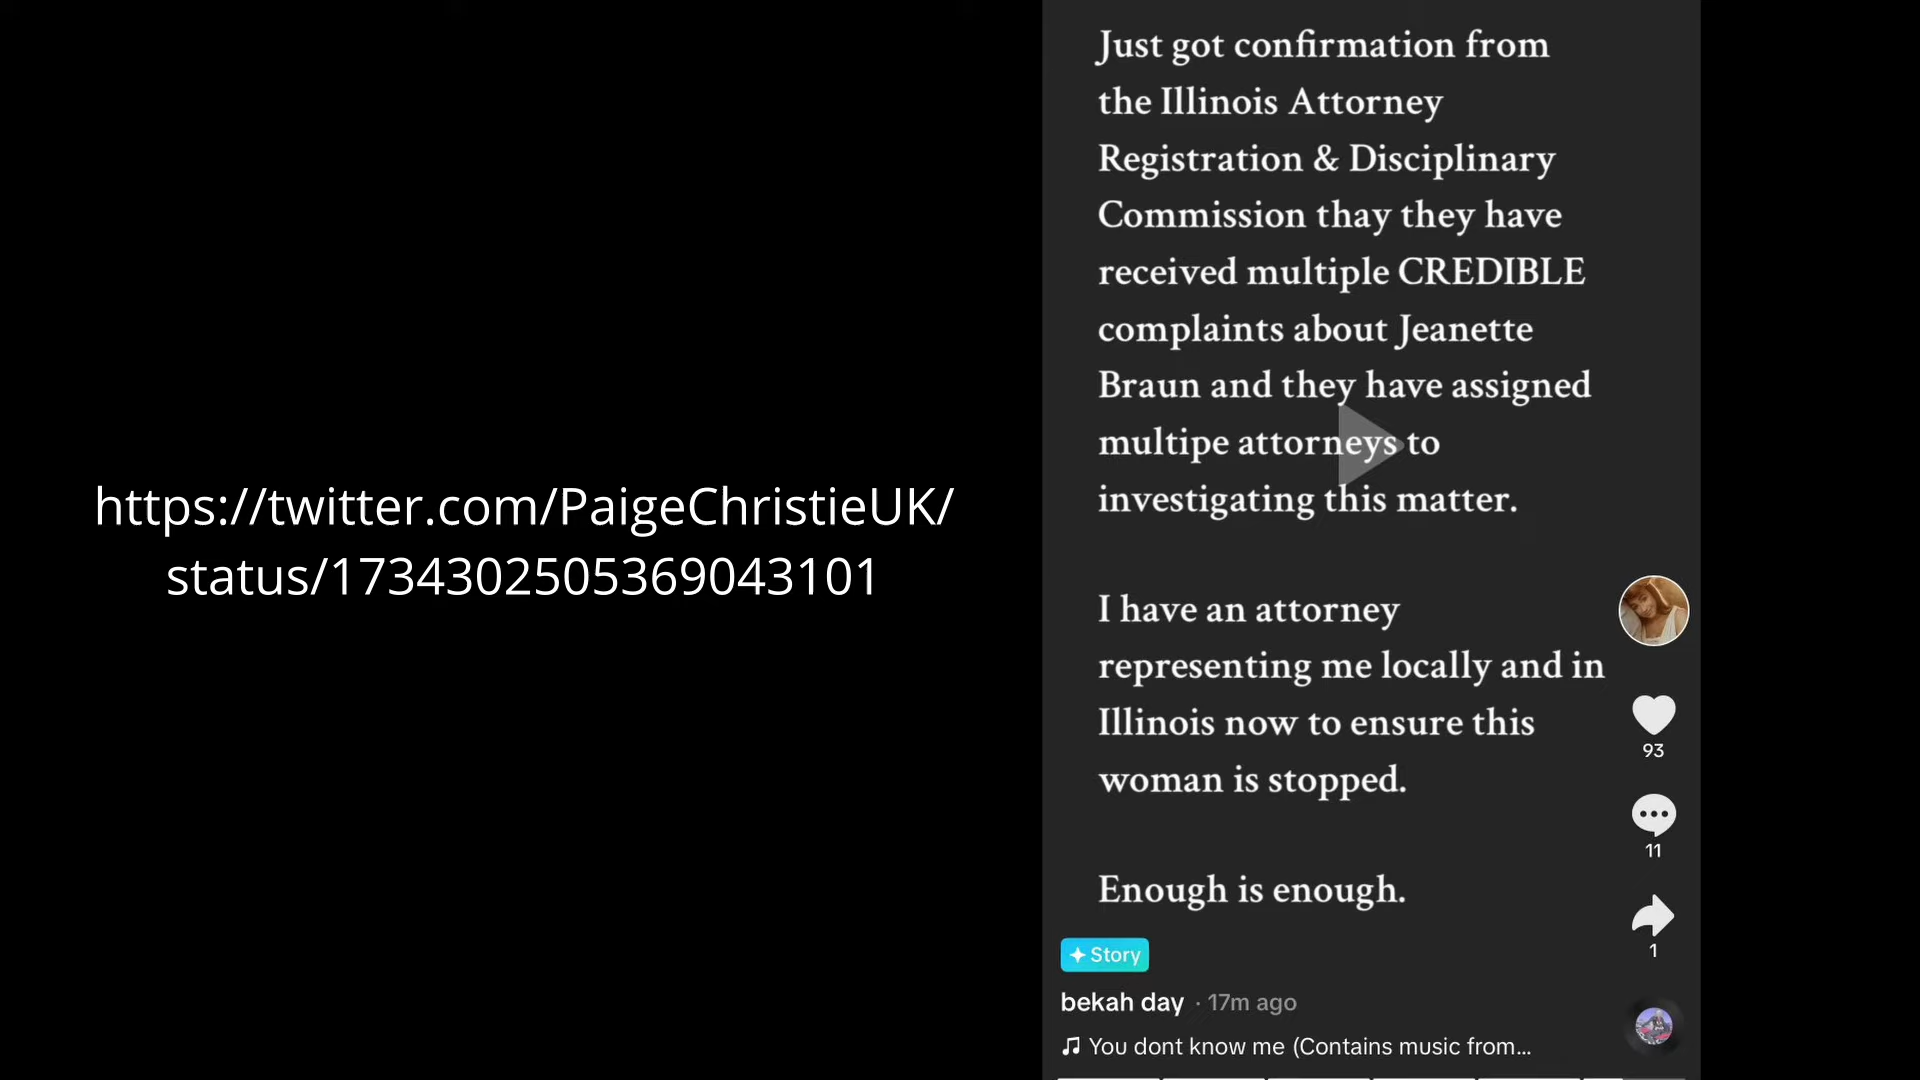 https://twitter.com/PaigeChristieUK/
status/1734302505369043101
Just got confirmation from
the Illinois Attorney
Registration & Disciplinary
Commission thay they have
received multiple CREDIBLE
complaints about Jeanette
Braun and they have assigned
multipe attorneys to
investigating this matter.
I have an attorney
representing me locally and in
Illinois now to ensure this
woman is stopped.
Enough is enough.
93
11
1
Story
bekah day · 17m ago
You dont know me (Contains music from...